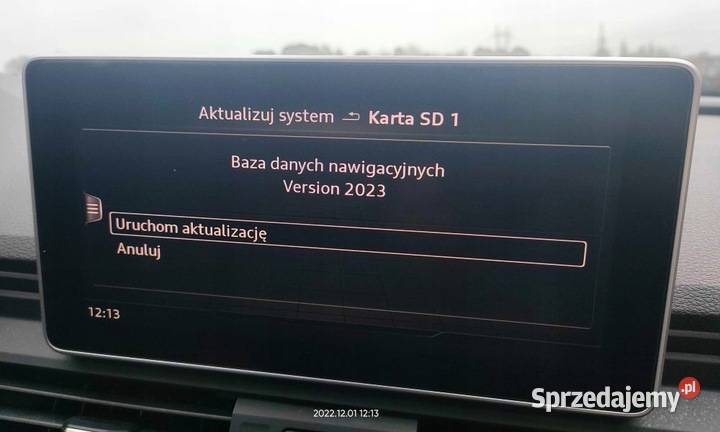 Aktualizuj system Karta SD 1
Baza danych nawigacyjnych
Version 2023
Uruchom aktualizację
Anuluj
12:13
2022.12.01 12:13
Sprzedajemy.pl